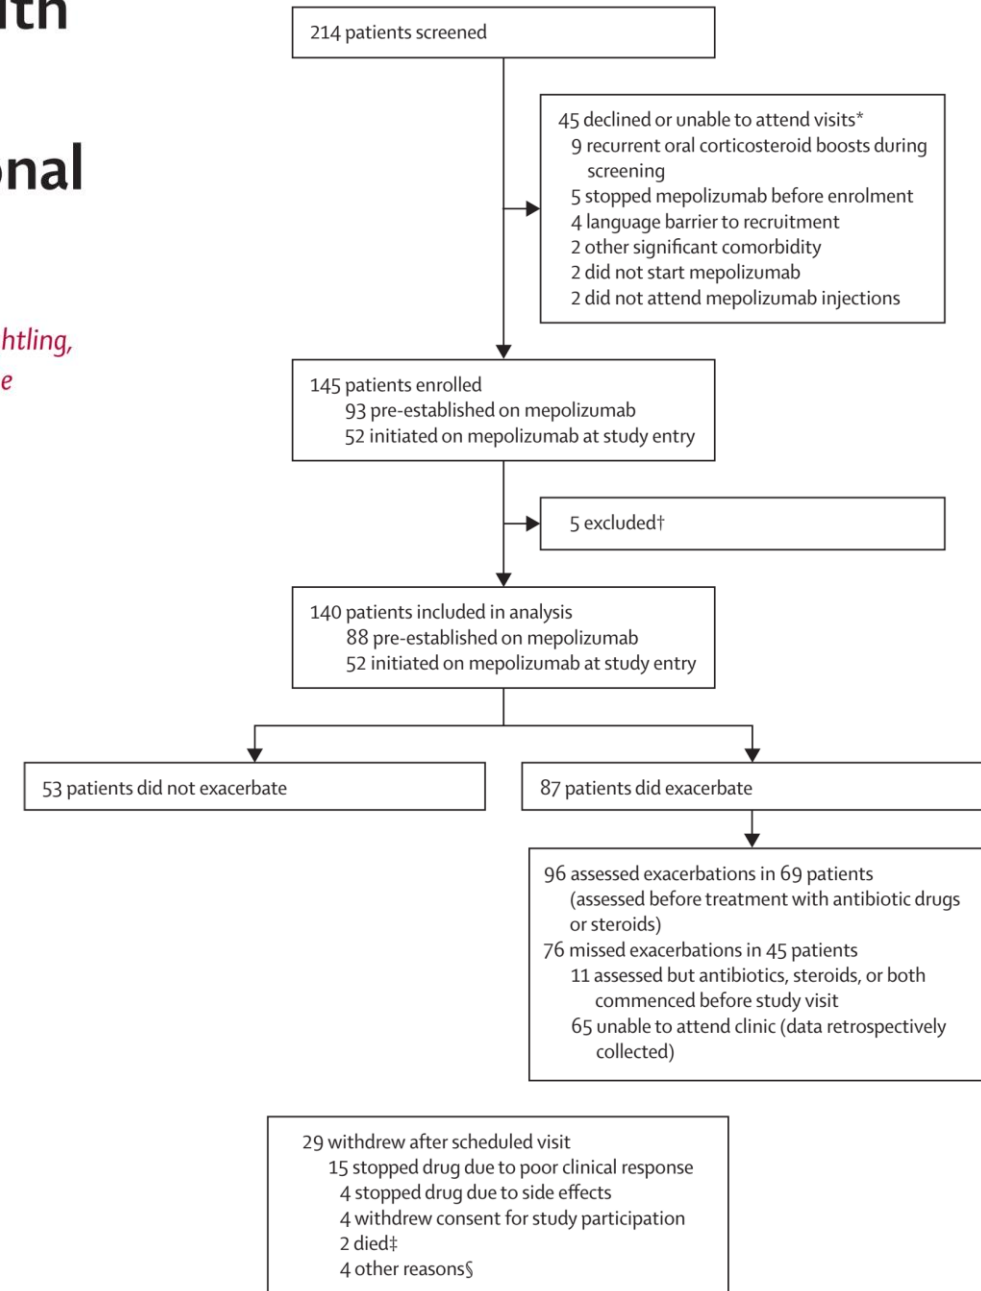 214 patients screened
45 declined or unable to attend visits*
9 recurrent oral corticosteroid boosts during
screening
5 stopped mepolizumab before enrolment
4 language barrier to recruitment
2 other significant comorbidity
2 did not start mepolizumab
2 did not attend mepolizumab injections
145 patients enrolled
93 pre-established on mepolizumab
52 initiated on mepolizumab at study entry
5 excluded†
140 patients included in analysis
88 pre-established on mepolizumab
52 initiated on mepolizumab at study entry
53 patients did not exacerbate
87 patients did exacerbate
96 assessed exacerbations in 69 patients
(assessed before treatment with antibiotic drugs
or steroids)
76 missed exacerbations in 45 patients
11 assessed but antibiotics, steroids, or both
commenced before study visit
65 unable to attend clinic (data retrospectively
collected)
29 withdrew after scheduled visit
15 stopped drug due to poor clinical response
4 stopped drug due to side effects
4 withdrew consent for study participation
2 died‡
4 other reasons§